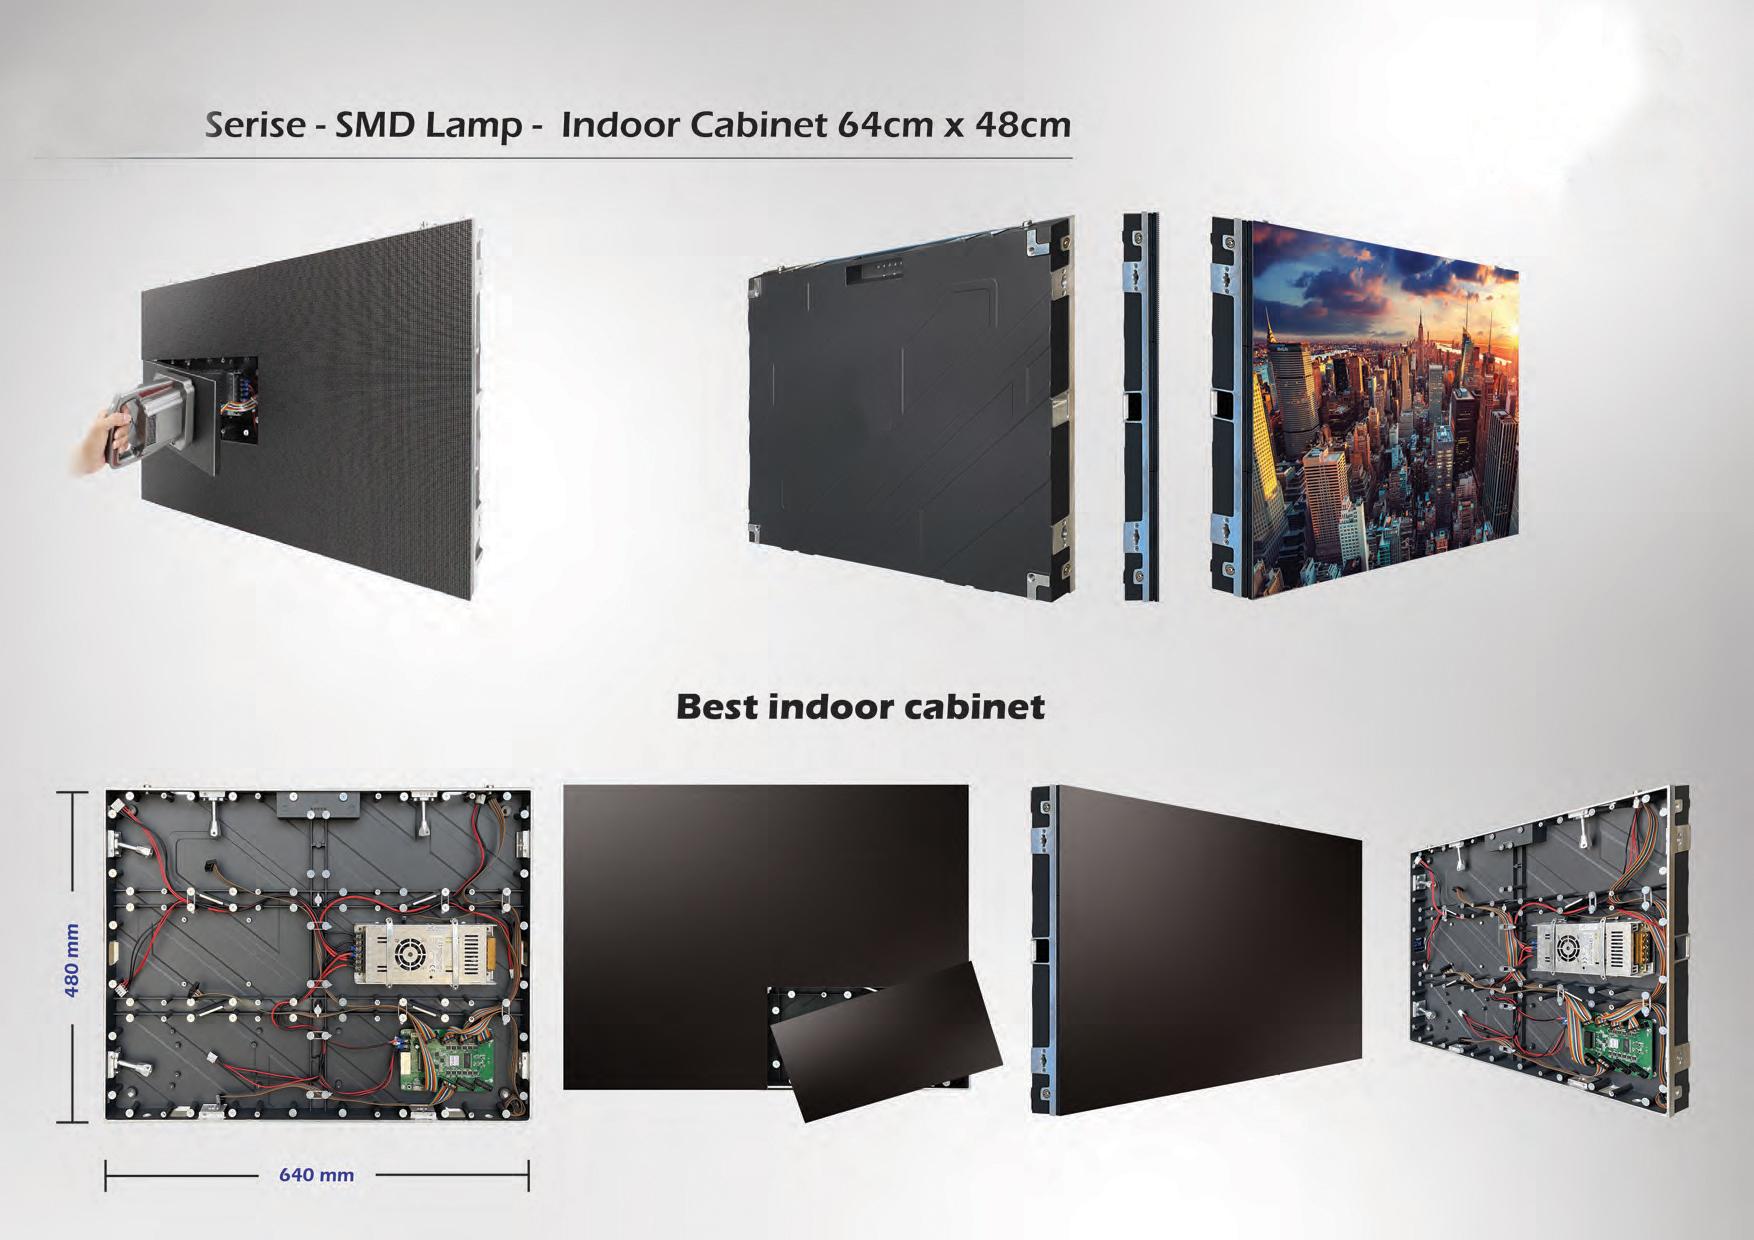 Serise - SMD Lamp - Indoor Cabinet 64cm x 48cm
Best indoor cabinet
480 mm
640 mm